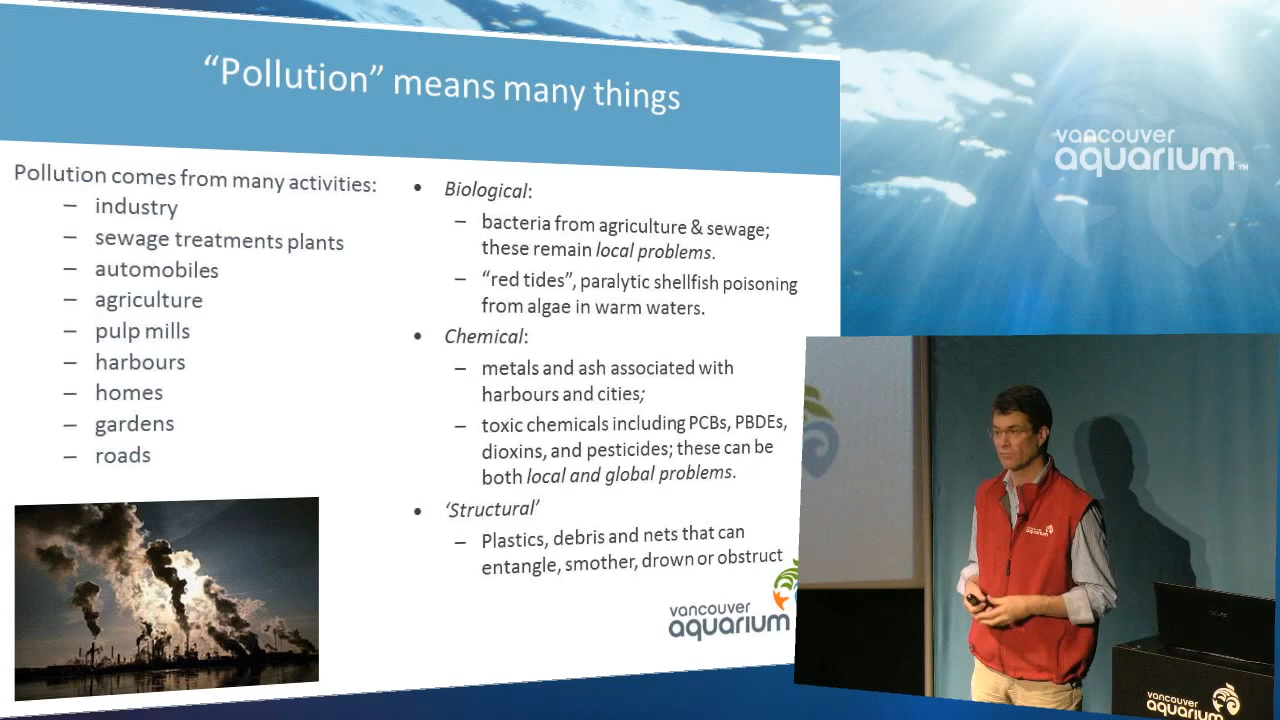 “Pollution” means many things
Pollution comes from many activities:
– industry
– sewage treatments plants
– automobiles
– agriculture
– pulp mills
– harbours
– homes
– gardens
– roads
• Biological:
– bacteria from agriculture & sewage;
these remain local problems.
– “red tides”, paralytic shellfish poisoning
from algae in warm waters.
• Chemical:
– metals and ash associated with
harbours and cities;
– toxic chemicals including PCBs, PBDEs,
dioxins, and pesticides; these can be
both local and global problems.
• ‘Structural’
– Plastics, debris and nets that can
entangle, smother, drown or obstruct
vancouver
aquarium
vancouver
aquarium™
vancouver
aquarium
vancouver
aquarium